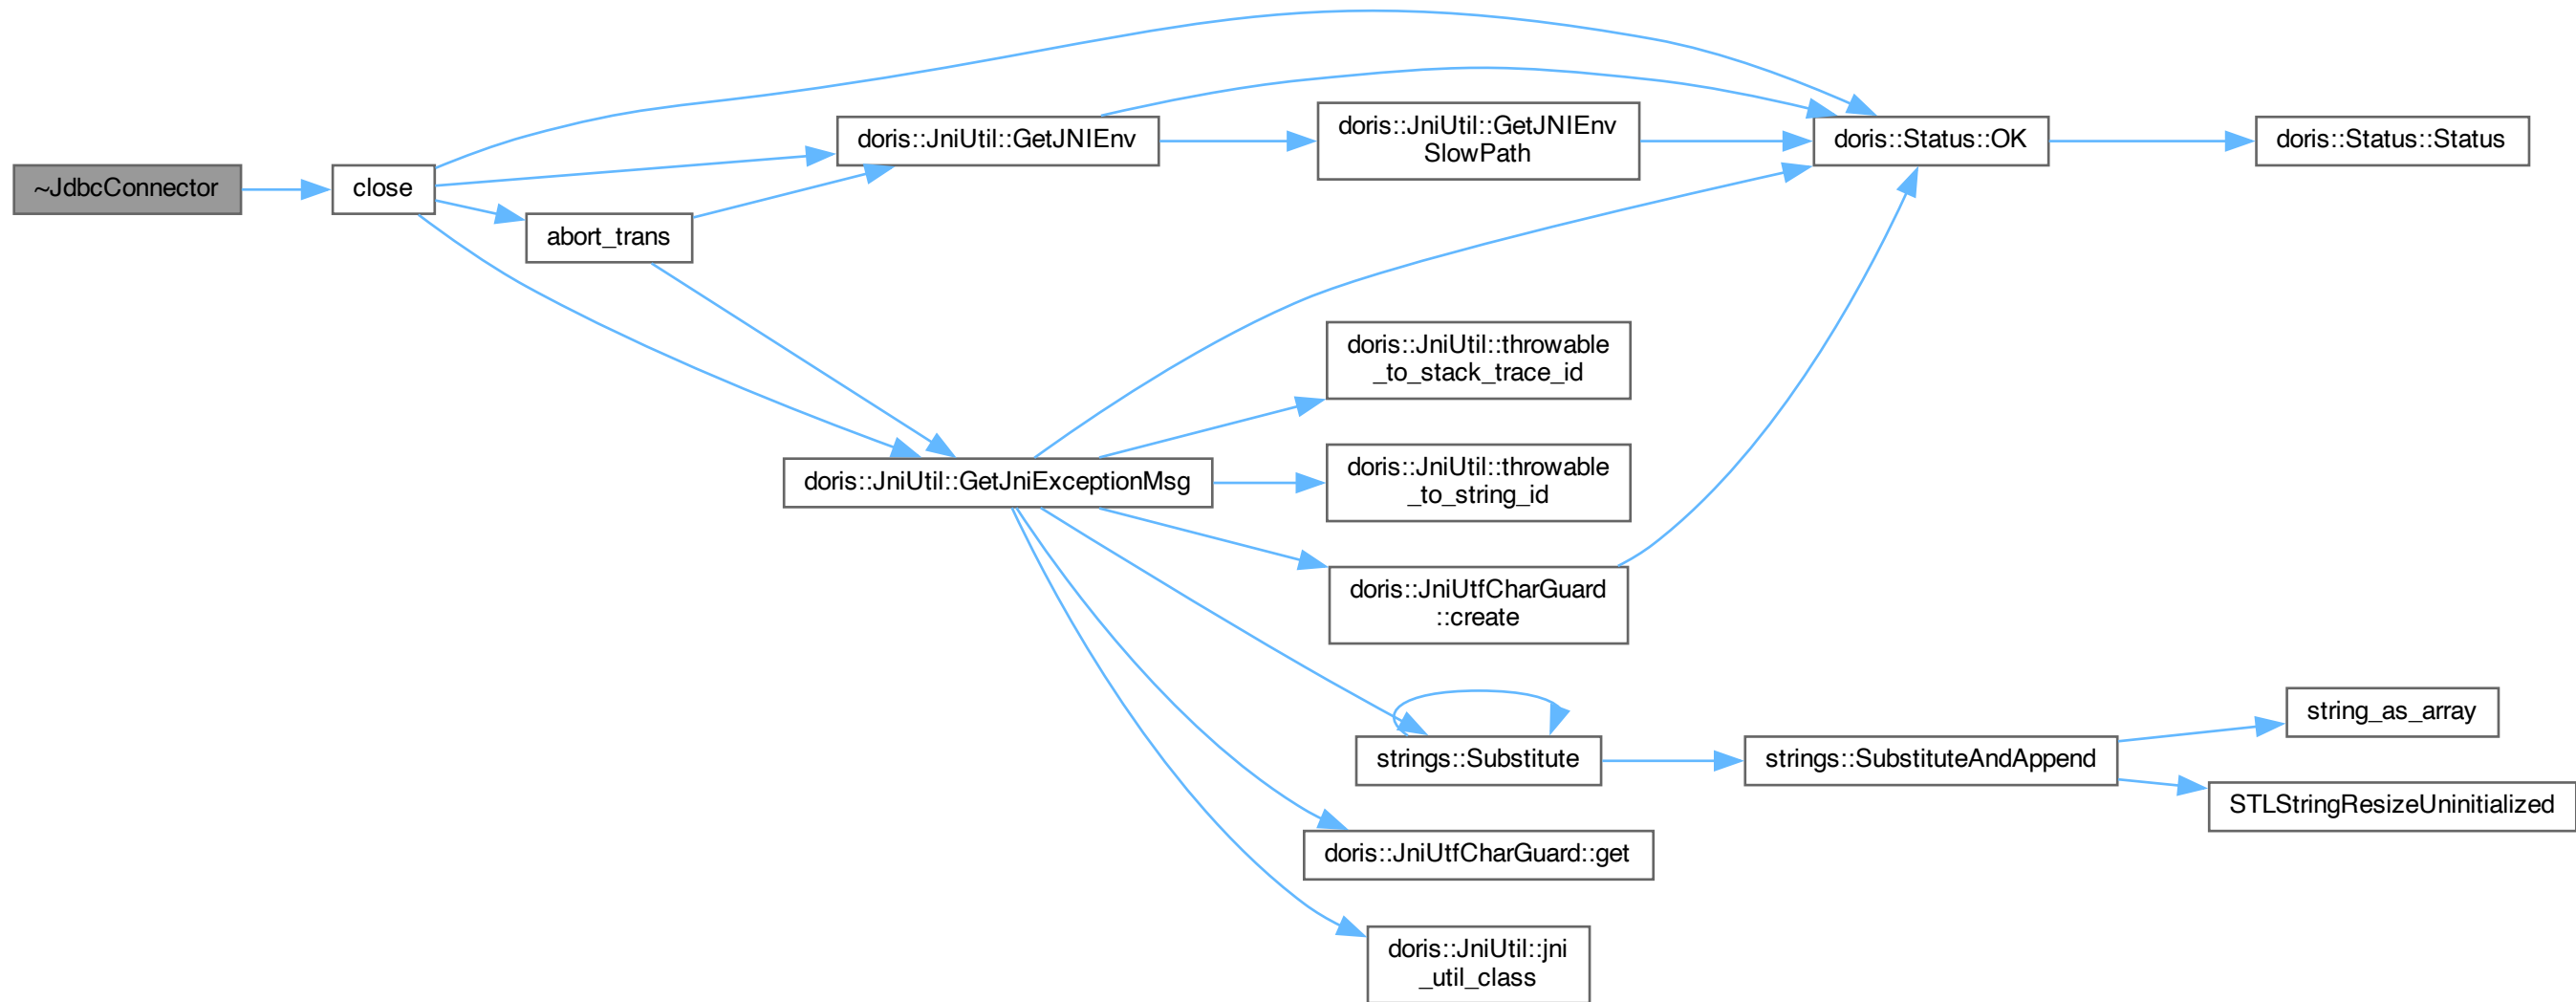 ~JdbcConnector
close
abort_trans
doris::JniUtil::GetJNIEnv
doris::JniUtil::GetJNIEnv
SlowPath
doris::Status::OK
doris::Status::Status
doris::JniUtil::GetJniExceptionMsg
doris::JniUtil::throwable
_to_stack_trace_id
doris::JniUtil::throwable
_to_string_id
doris::JniUtfCharGuard
::create
strings::Substitute
strings::SubstituteAndAppend
string_as_array
STLStringResizeUninitialized
doris::JniUtfCharGuard::get
doris::JniUtil::jni
_util_class